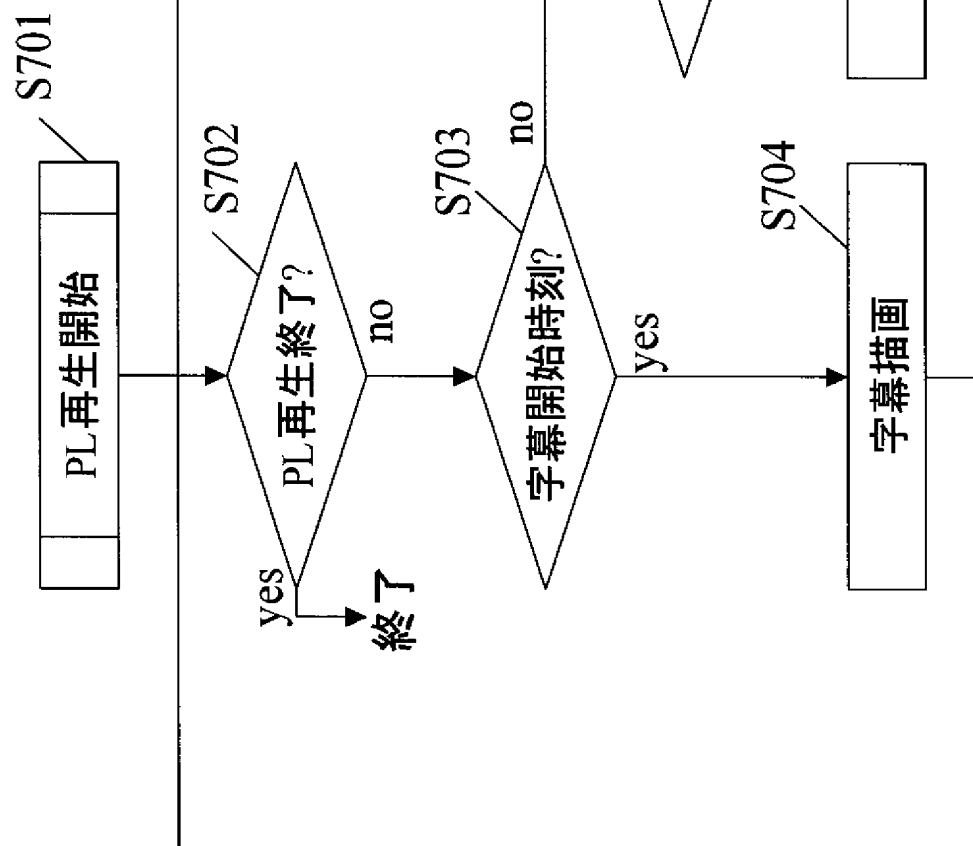 S701
PL再生開始
S702
PL再生終了?
yes
no
終了
S703
字幕開始時刻?
no
yes
S704
字幕描画